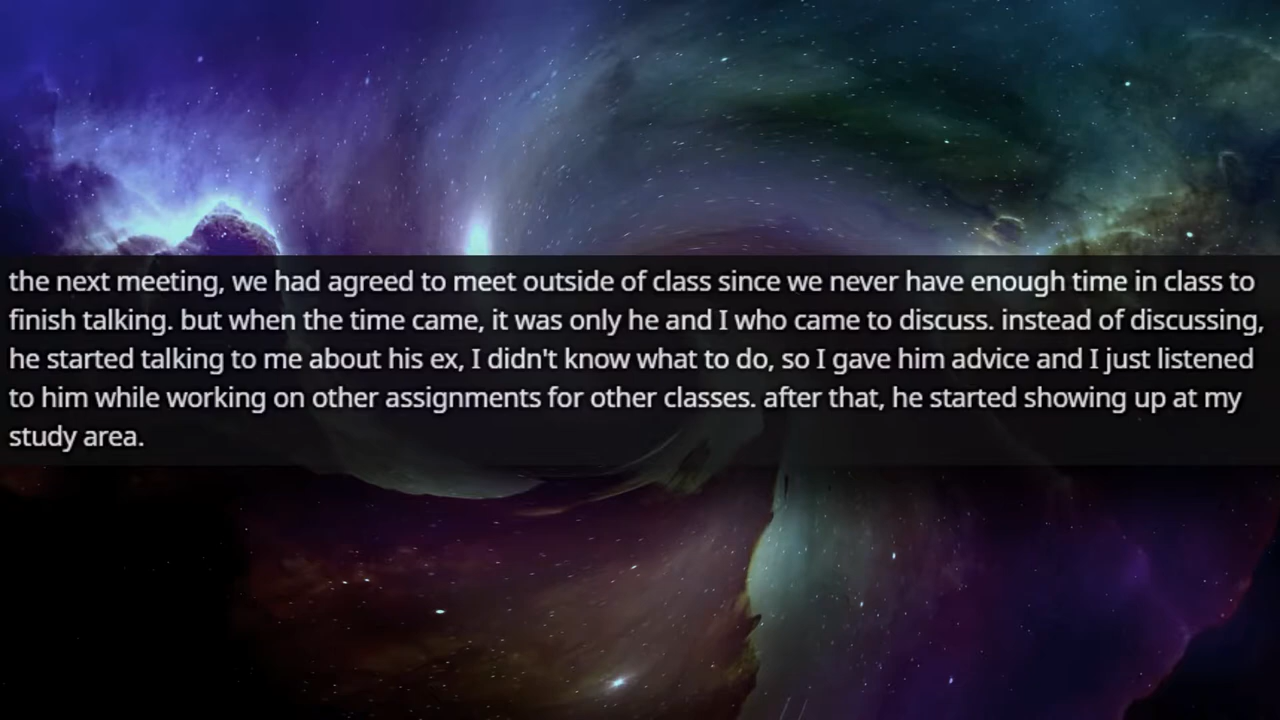 the next meeting, we had agreed to meet outside of class since we never have enough time in class to
finish talking. but when the time came, it was only he and I who came to discuss. instead of discussing,
he started talking to me about his ex, I didn't know what to do, so I gave him advice and I just listened
to him while working on other assignments for other classes. after that, he started showing up at my
study area.